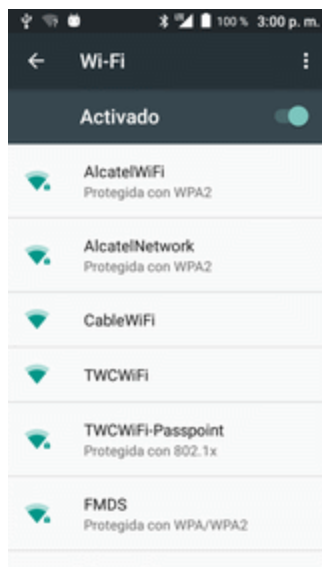 100 % 3:00 p. m.
Wi-Fi
Activado
AlcatelWiFi
Protegida con WPA2
AlcatelNetwork
Protegida con WPA2
CableWiFi
TWCWiFi
TWCWiFi-Passpoint
Protegida con 802.1x
FMDS
Protegida con WPA/WPA2